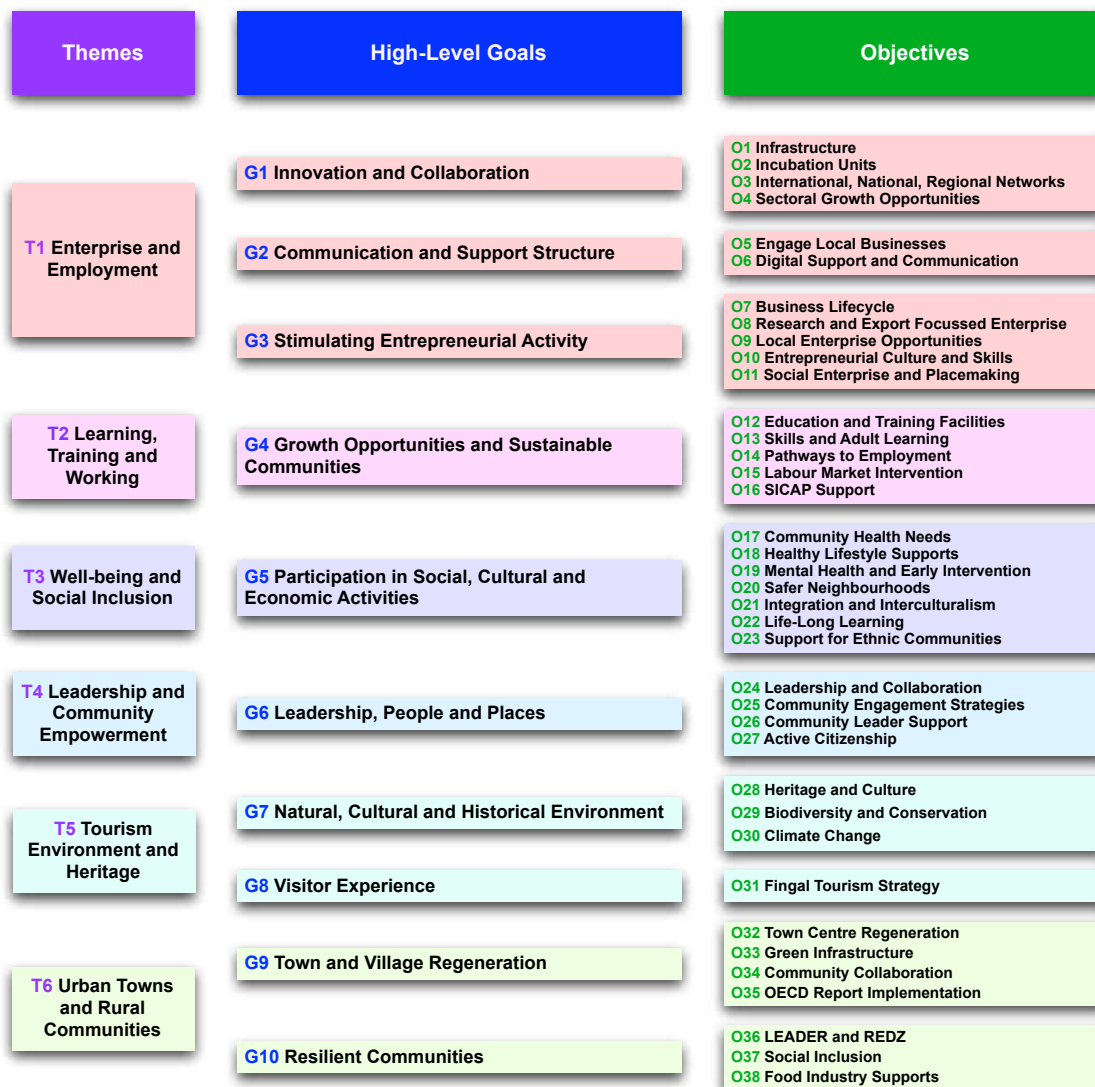 Themes
High-Level Goals
Objectives
T1 Enterprise and
Employment
G1 Innovation and Collaboration
O1 Infrastructure
O2 Incubation Units
O3 International, National, Regional Networks
O4 Sectoral Growth Opportunities
G2 Communication and Support Structure
O5 Engage Local Businesses
O6 Digital Support and Communication
G3 Stimulating Entrepreneurial Activity
O7 Business Lifecycle
O8 Research and Export Focussed Enterprise
O9 Local Enterprise Opportunities
O10 Entrepreneurial Culture and Skills
O11 Social Enterprise and Placemaking
T2 Learning,
Training and
Working
G4 Growth Opportunities and Sustainable
Communities
O12 Education and Training Facilities
O13 Skills and Adult Learning
O14 Pathways to Employment
O15 Labour Market Intervention
O16 SICAP Support
T3 Well-being and
Social Inclusion
G5 Participation in Social, Cultural and
Economic Activities
O17 Community Health Needs
O18 Healthy Lifestyle Supports
O19 Mental Health and Early Intervention
O20 Safer Neighbourhoods
O21 Integration and Interculturalism
O22 Life-Long Learning
O23 Support for Ethnic Communities
T4 Leadership and
Community
Empowerment
G6 Leadership, People and Places
O24 Leadership and Collaboration
O25 Community Engagement Strategies
O26 Community Leader Support
O27 Active Citizenship
T5 Tourism
Environment and
Heritage
G7 Natural, Cultural and Historical Environment
O28 Heritage and Culture
O29 Biodiversity and Conservation
O30 Climate Change
G8 Visitor Experience
O31 Fingal Tourism Strategy
T6 Urban Towns
and Rural
Communities
G9 Town and Village Regeneration
O32 Town Centre Regeneration
O33 Green Infrastructure
O34 Community Collaboration
O35 OECD Report Implementation
G10 Resilient Communities
O36 LEADER and REDZ
O37 Social Inclusion
O38 Food Industry Supports